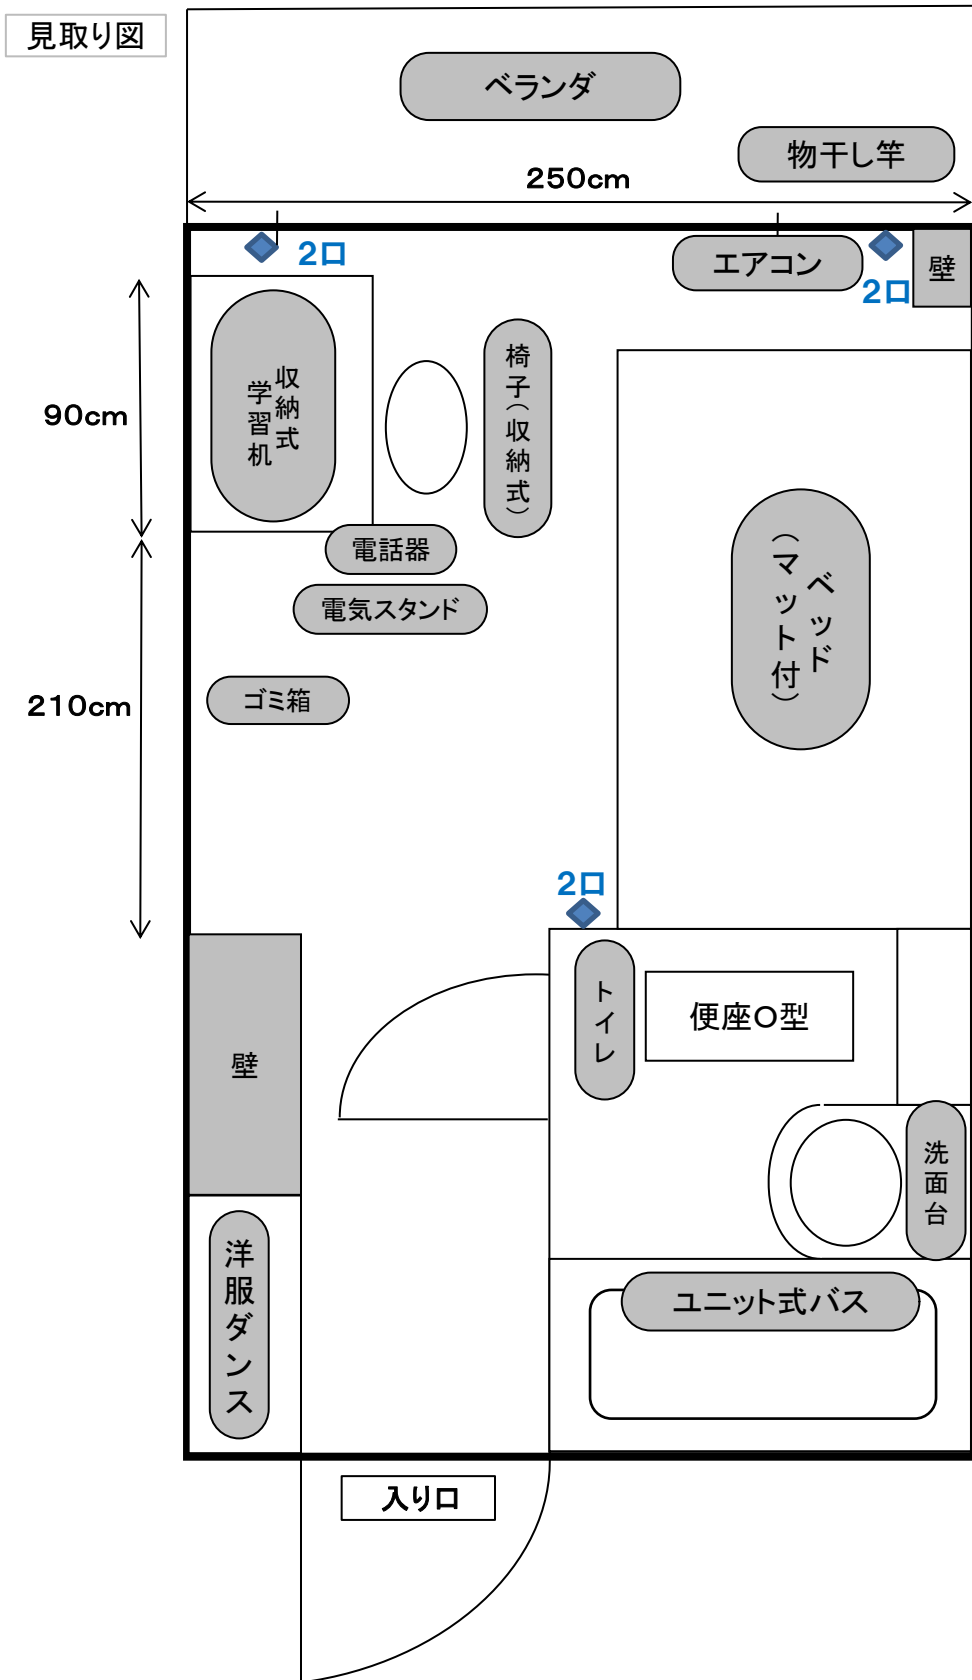 見取り図
ベランダ
物干し竿
250cm
2口
エアコン
2口
壁
90cm
収納式
学習机
椅子(収納式)
電話器
電気スタンド
ベッド
(マット付)
210cm
ゴミ箱
2口
トイレ
便座O型
壁
洗面台
洋服ダンス
ユニット式バス
入り口